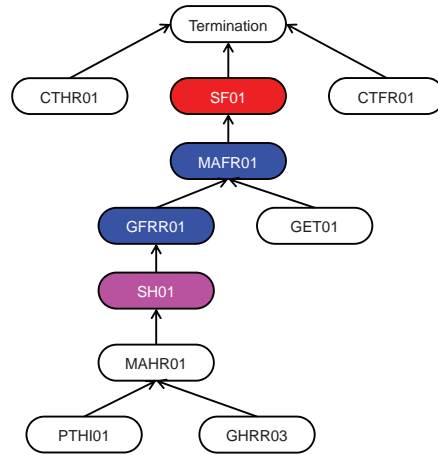 Termination
CTHR01
SF01
CTFR01
MAFR01
GFRR01
GET01
SH01
MAHR01
PTHI01
GHRR03